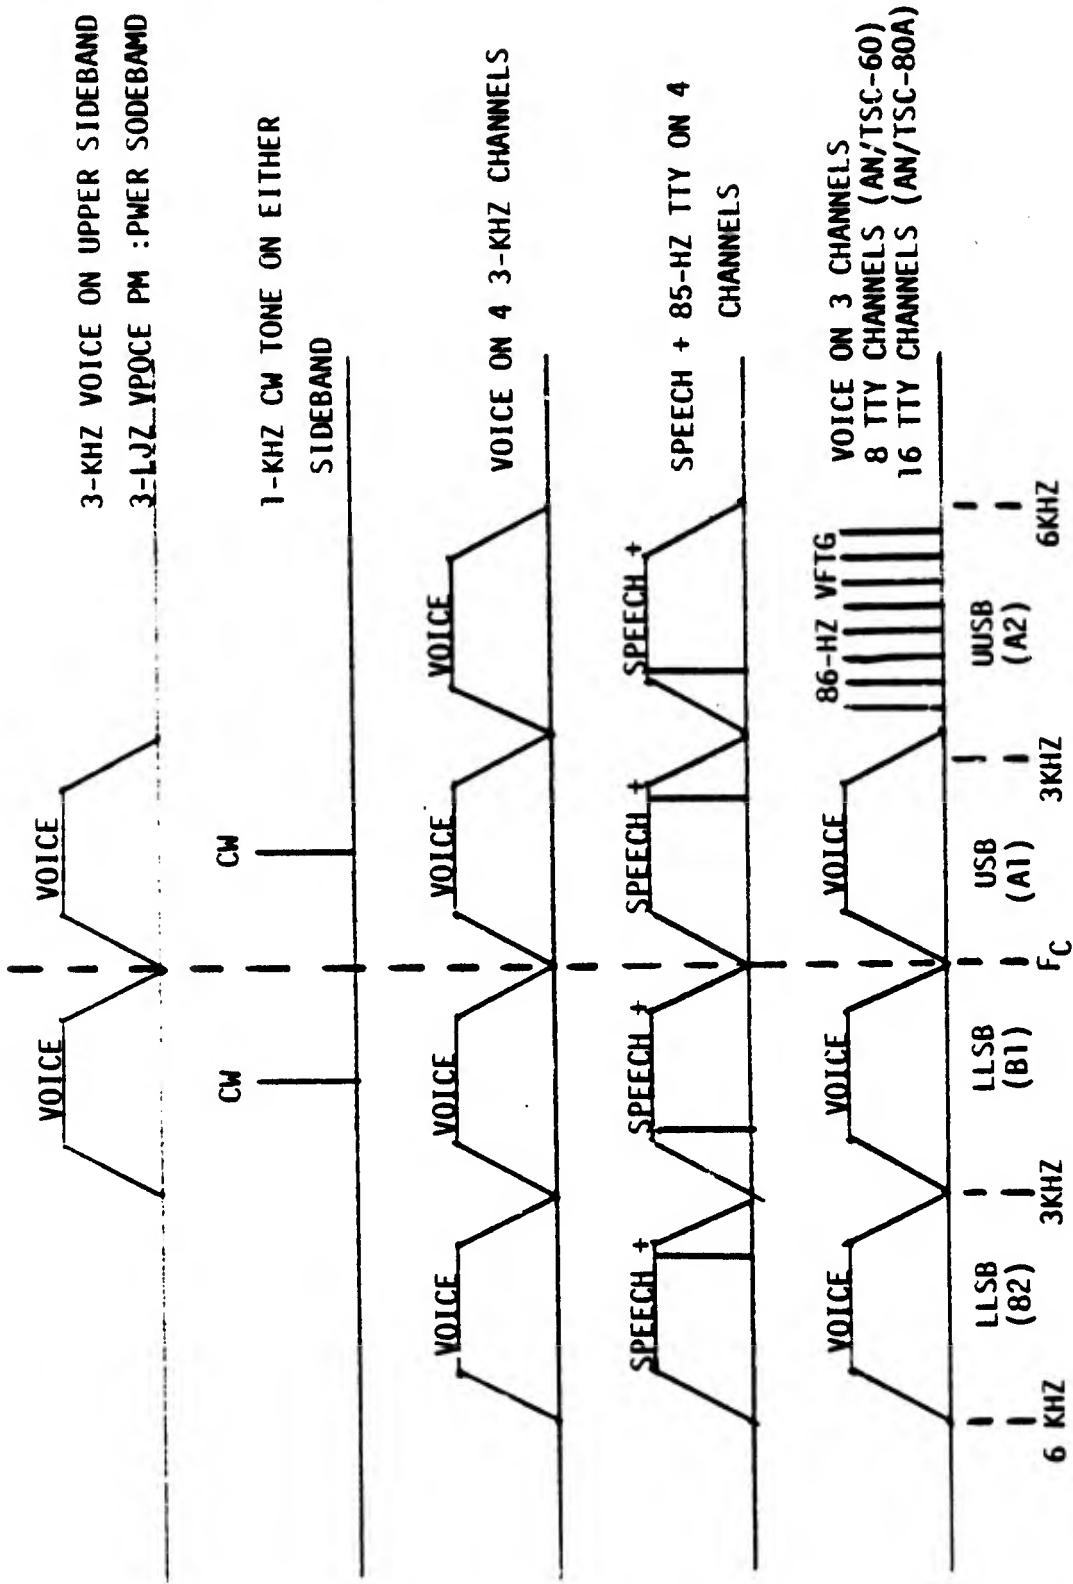 3-KHZ VOICE ON UPPER SIDEBAND
3-LJZ VPOCE PM :PWER SODEBAMD
VOICE
VOICE
1-KHZ CW TONE ON EITHER
SIDEBAND
CW
CW
VOICE ON 4 3-KHZ CHANNELS
VOICE
VOICE
VOICE
VOICE
SPEECH + 85-HZ TTY ON 4
CHANNELS
SPEECH +
SPEECH +
SPEECH +
SPEECH +
VOICE ON 3 CHANNELS
8 TTY CHANNELS (AN/TSC-60)
16 TTY CHANNELS (AN/TSC-80A)
VOICE
VOICE
VOICE
86-HZ VFTG
LLSB
(B2)
LLSB
(B1)
USB
(A1)
UUSB
(A2)
6 KHZ
3KHZ
FC
3KHZ
6KHZ